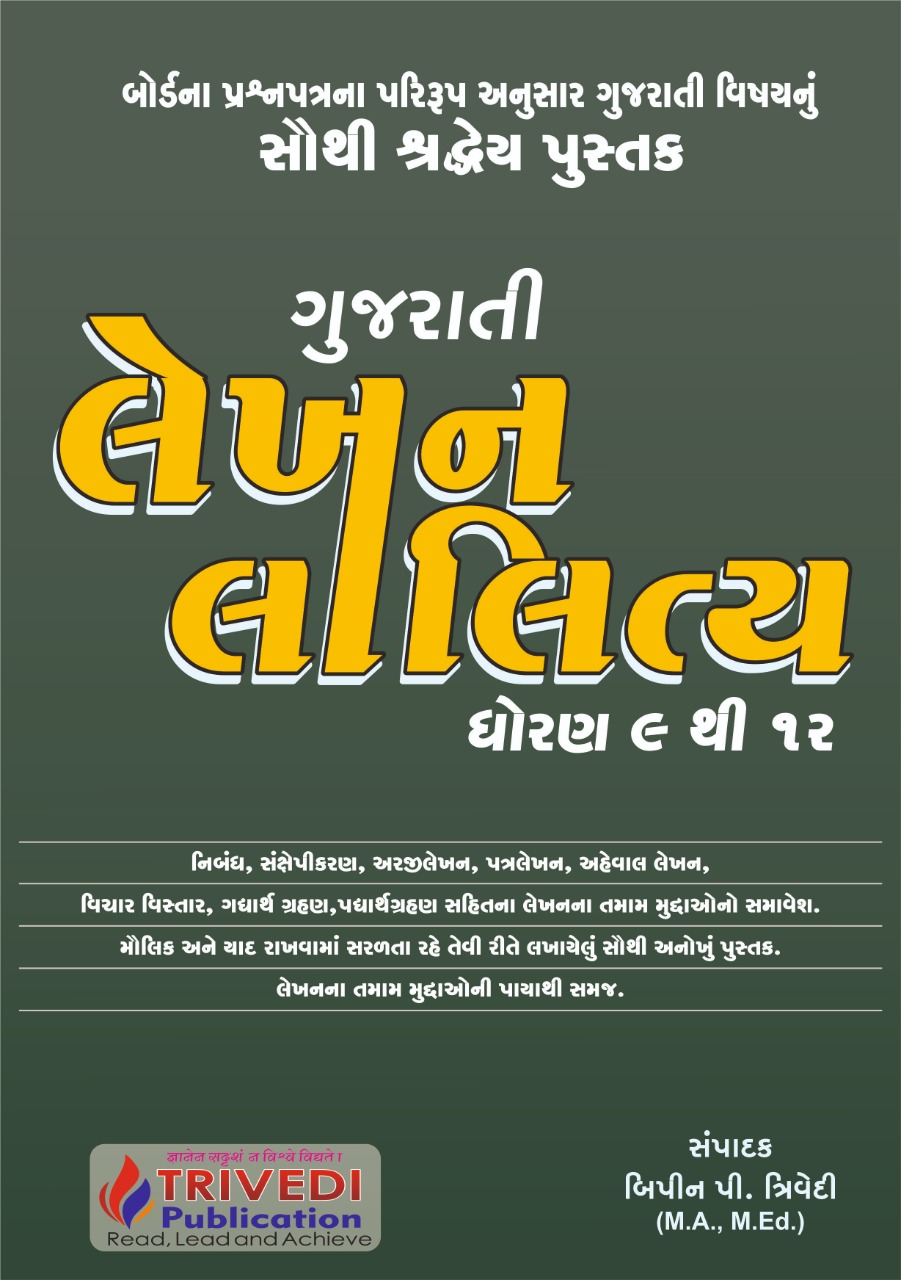 બોર્ડના પ્રશ્નપત્રના પરિરૂપ અનુસાર ગુજરાતી વિષયનું
સૌથી શ્રદ્ધેય પુસ્તક
ગુજરાતી
લેખન
લાલિત્ય
ધોરણ ૯ થી ૧૨
નિબંધ, સંક્ષેપીકરણ, અરજીલેખન, પત્રલેખન, અહેવાલ લેખન,
વિચાર વિસ્તાર, ગદ્યાર્થ ગ્રહણ,પદ્યાર્થગ્રહણ સહિતના લેખનના તમામ મુદ્દાઓનો સમાવેશ.
મૌલિક અને યાદ રાખવામાં સરળતા રહે તેવી રીતે લખાયેલું સૌથી અનોખું પુસ્તક.
લેખનના તમામ મુદ્દાઓની પાયાથી સમજ.
ज्ञानेन सदृशं न विश्वे विद्यते।
TRIVEDI
Publication
Read, Lead and Achieve
સંપાદક
બિપીન પી. ત્રિવેદી
(M.A., M.Ed.)